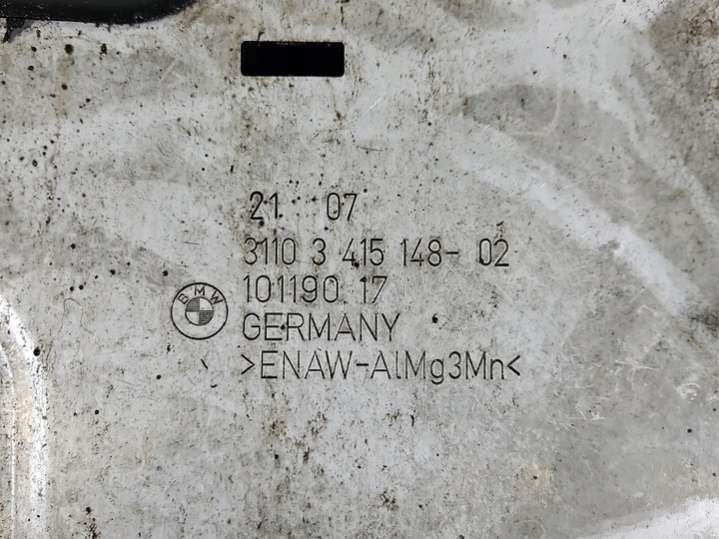 21 07
3110 3 415 148- 02
101190.17
BMW
GERMANY
>ENAW-AlMg3Mn<